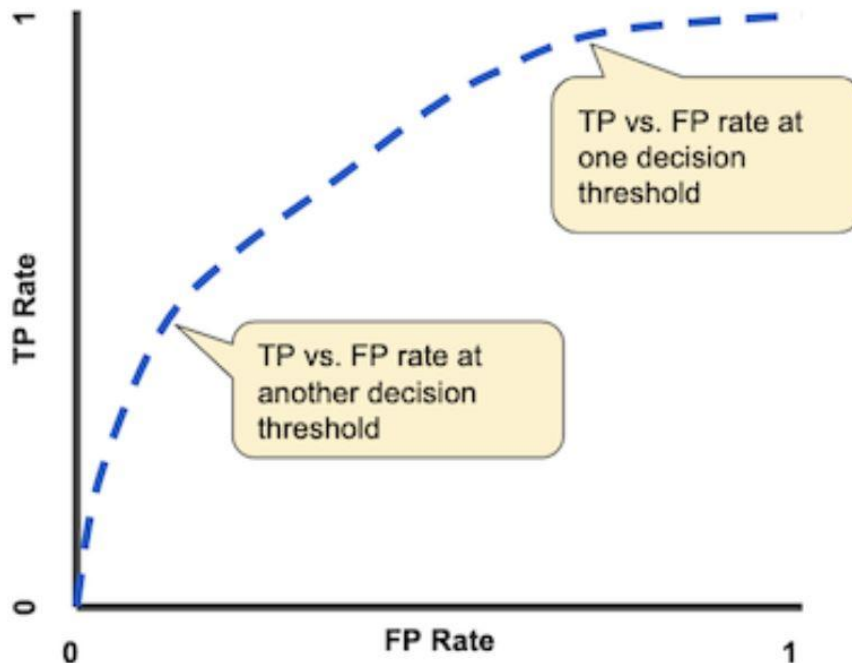 1
TP vs. FP rate at
one decision
threshold
TP Rate
TP vs. FP rate at
another decision
threshold
0
0
FP Rate
1